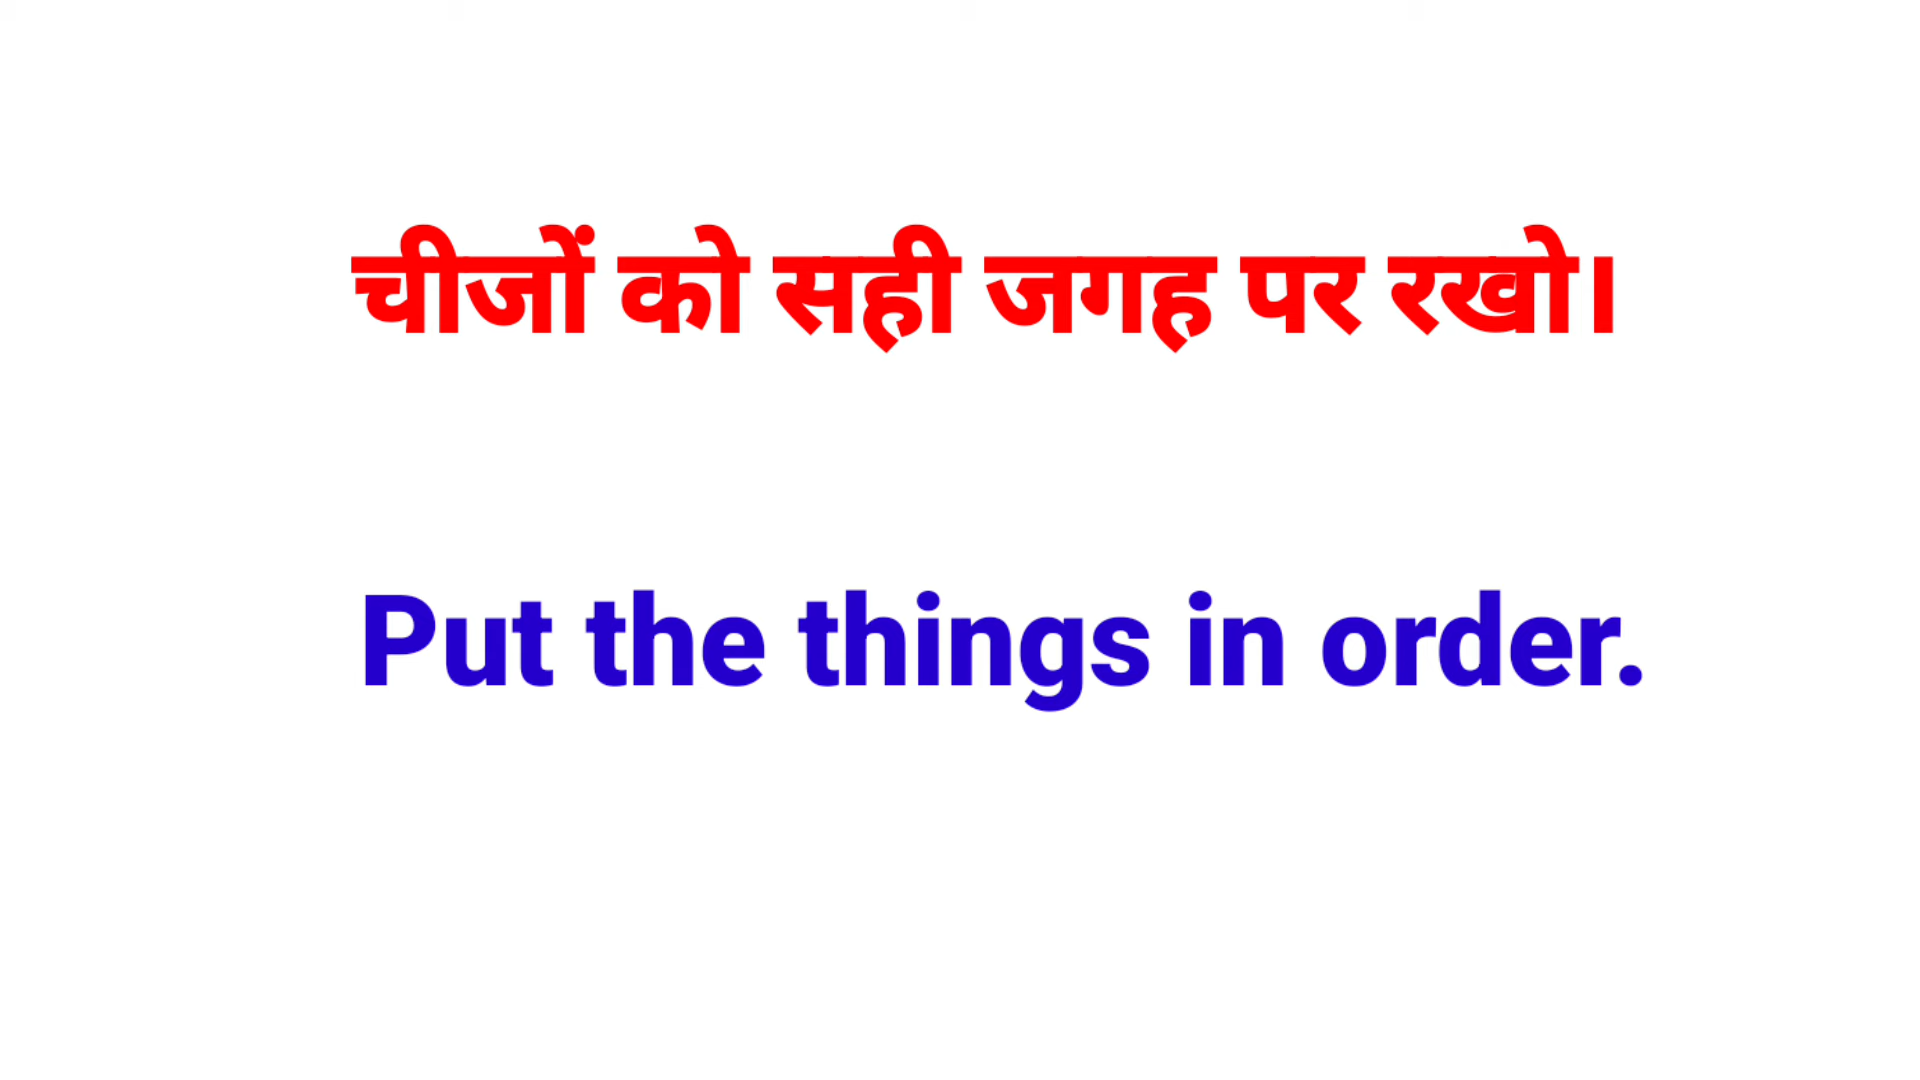 चीजों को सही जगह पर रखो।
Put the things in order.